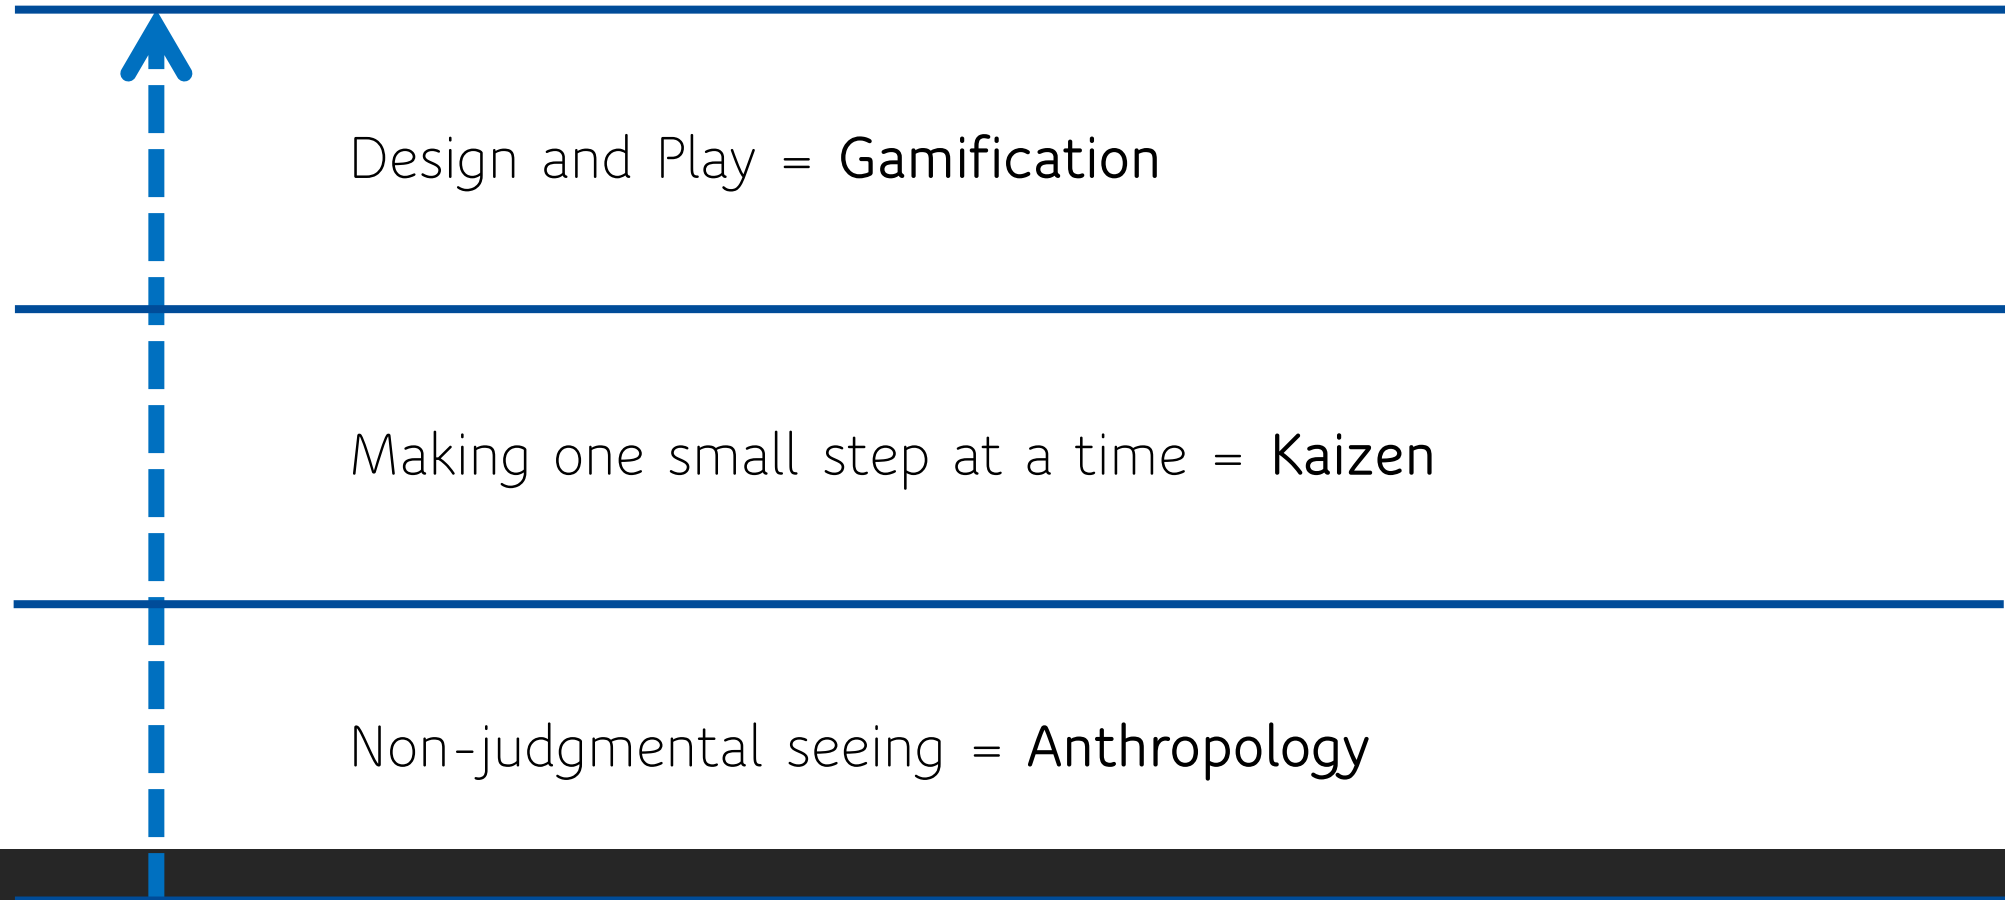 Design and Play = Gamification
Making one small step at a time = Kaizen
Non-judgmental seeing = Anthropology